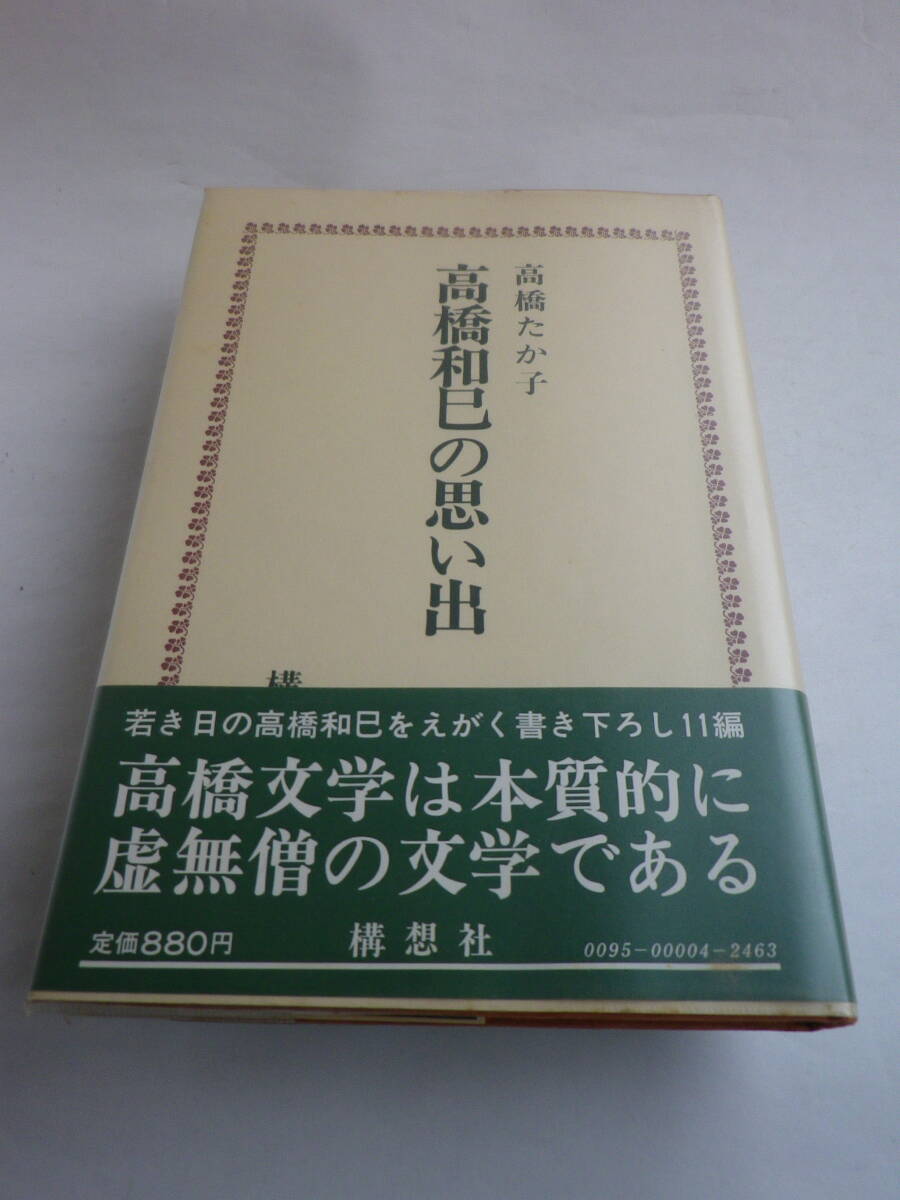 高橋たか子
高橋和巳の思い出
構
若き日の高橋和巳をえがく書き下ろし11編
高橋文学は本質的に
虚無僧の文学である
定価880円
構想社
0095-00004-2463